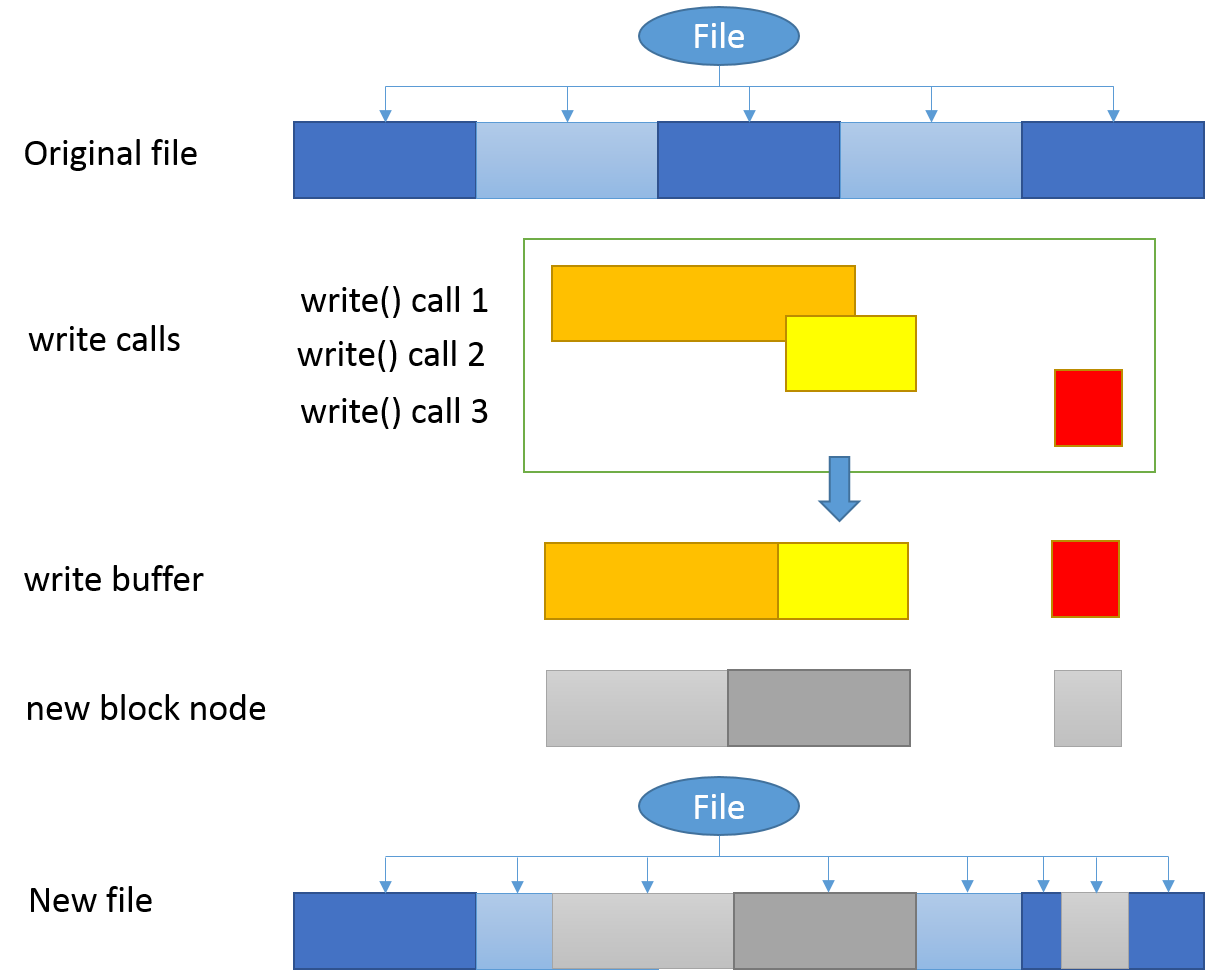 File
Original file
write() call 1
write calls
write() call 2
write() call 3
write buffer
new block node
File
New file